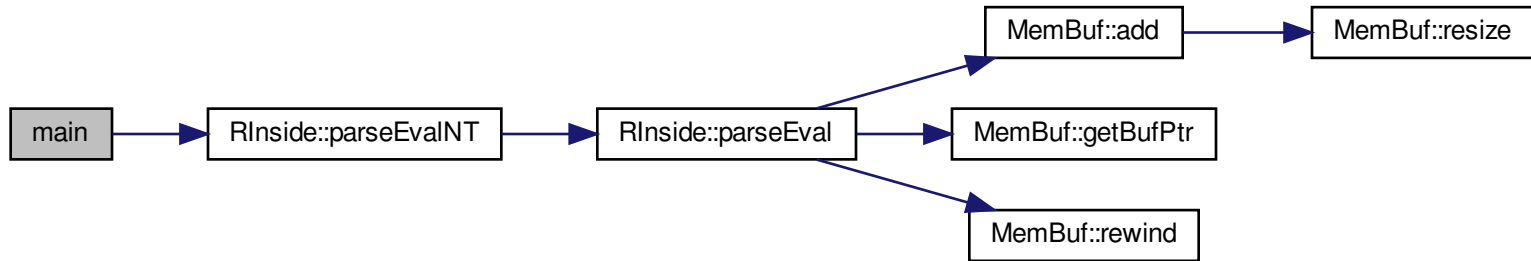 main
RInside::parseEvalNT
RInside::parseEval
MemBuf::add
MemBuf::resize
MemBuf::getBufPtr
MemBuf::rewind